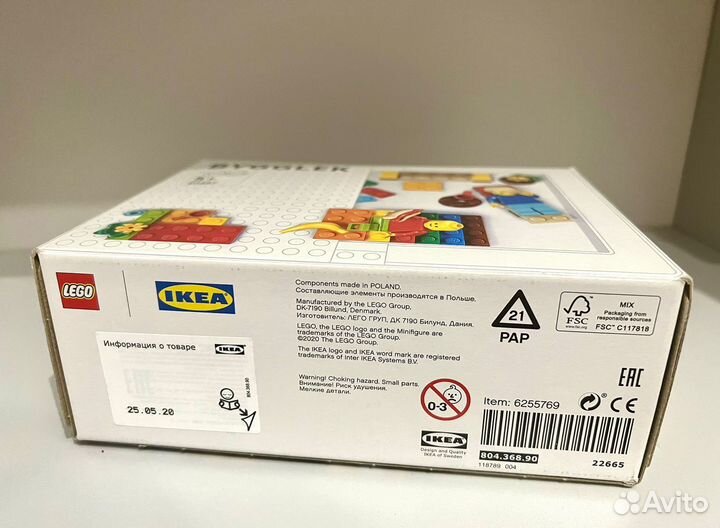 BYGGLEK
LEGO
IKEA
Components made in POLAND.
Составляющие элементы производятся в Польше.
Manufactured by the LEGO Group,
DK-7190 Billund, Denmark.
Изготовитель: ЛЕГО ГРУП, ДК 7190 Билунд, Дания.
LEGO, the LEGO logo and the Minifigure are
trademarks of the LEGO Group.
©2020 The LEGO Group.
The IKEA logo and IKEA word mark are registered
trademarks of Inter IKEA Systems B.V.
Warning! Choking hazard. Small parts.
Внимание! Риск удушения.
Мелкие детали.
Информация о товаре
IKEA
804.368.90
25.05.20
21
PAP
FSC
www.fsc.org
MIX
Packaging from
responsible sources
FSC™ C117818
0-3
EAC
Item: 6255769
CE
IKEA
Design and Quality
IKEA of Sweden
804.368.90
118789 004
22665
Avito